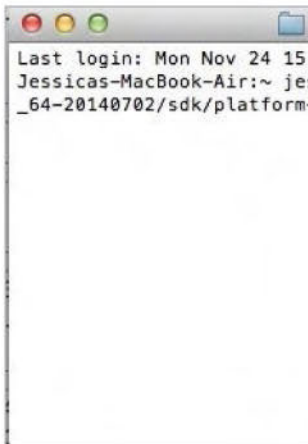 Last login: Mon Nov 24 15
Jessicas-MacBook-Air:~ je
_64-20140702/sdk/platform